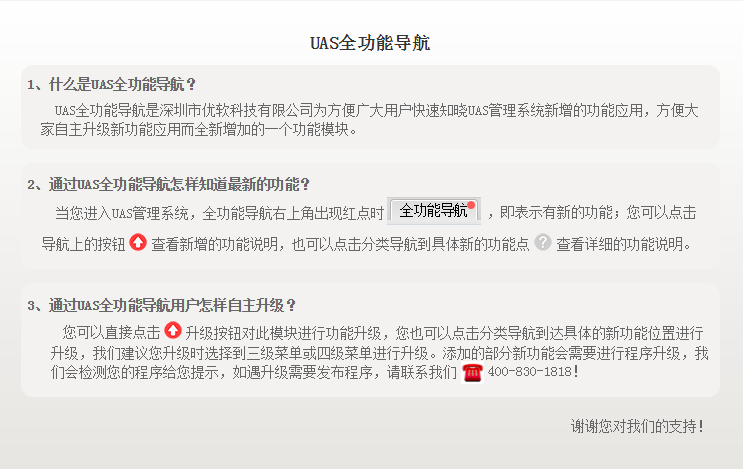 UAS全功能导航
1、什么是UAS全功能导航？
UAS全功能导航是深圳市优软科技有限公司为方便广大用户快速知晓UAS管理系统新增的功能应用，方便大
家自主升级新功能应用而全新增加的一个功能模块。
2、通过UAS全功能导航怎样知道最新的功能？
当您进入UAS管理系统，全功能导航右上角出现红点时 全功能导航 ，即表示有新的功能；您可以点击
导航上的按钮 查看新增的功能说明，也可以点击分类导航到具体新的功能点 ? 查看详细的功能说明。
3、通过UAS全功能导航用户怎样自主升级？
您可以直接点击 升级按钮对此模块进行功能升级，您也可以点击分类导航到达具体的新功能位置进行
升级，我们建议您升级时选择到三级菜单或四级菜单进行升级。添加的部分新功能会需要进行程序升级，我
们会检测您的程序给您提示，如遇升级需要发布程序，请联系我们 400-830-1818！
谢谢您对我们的支持！